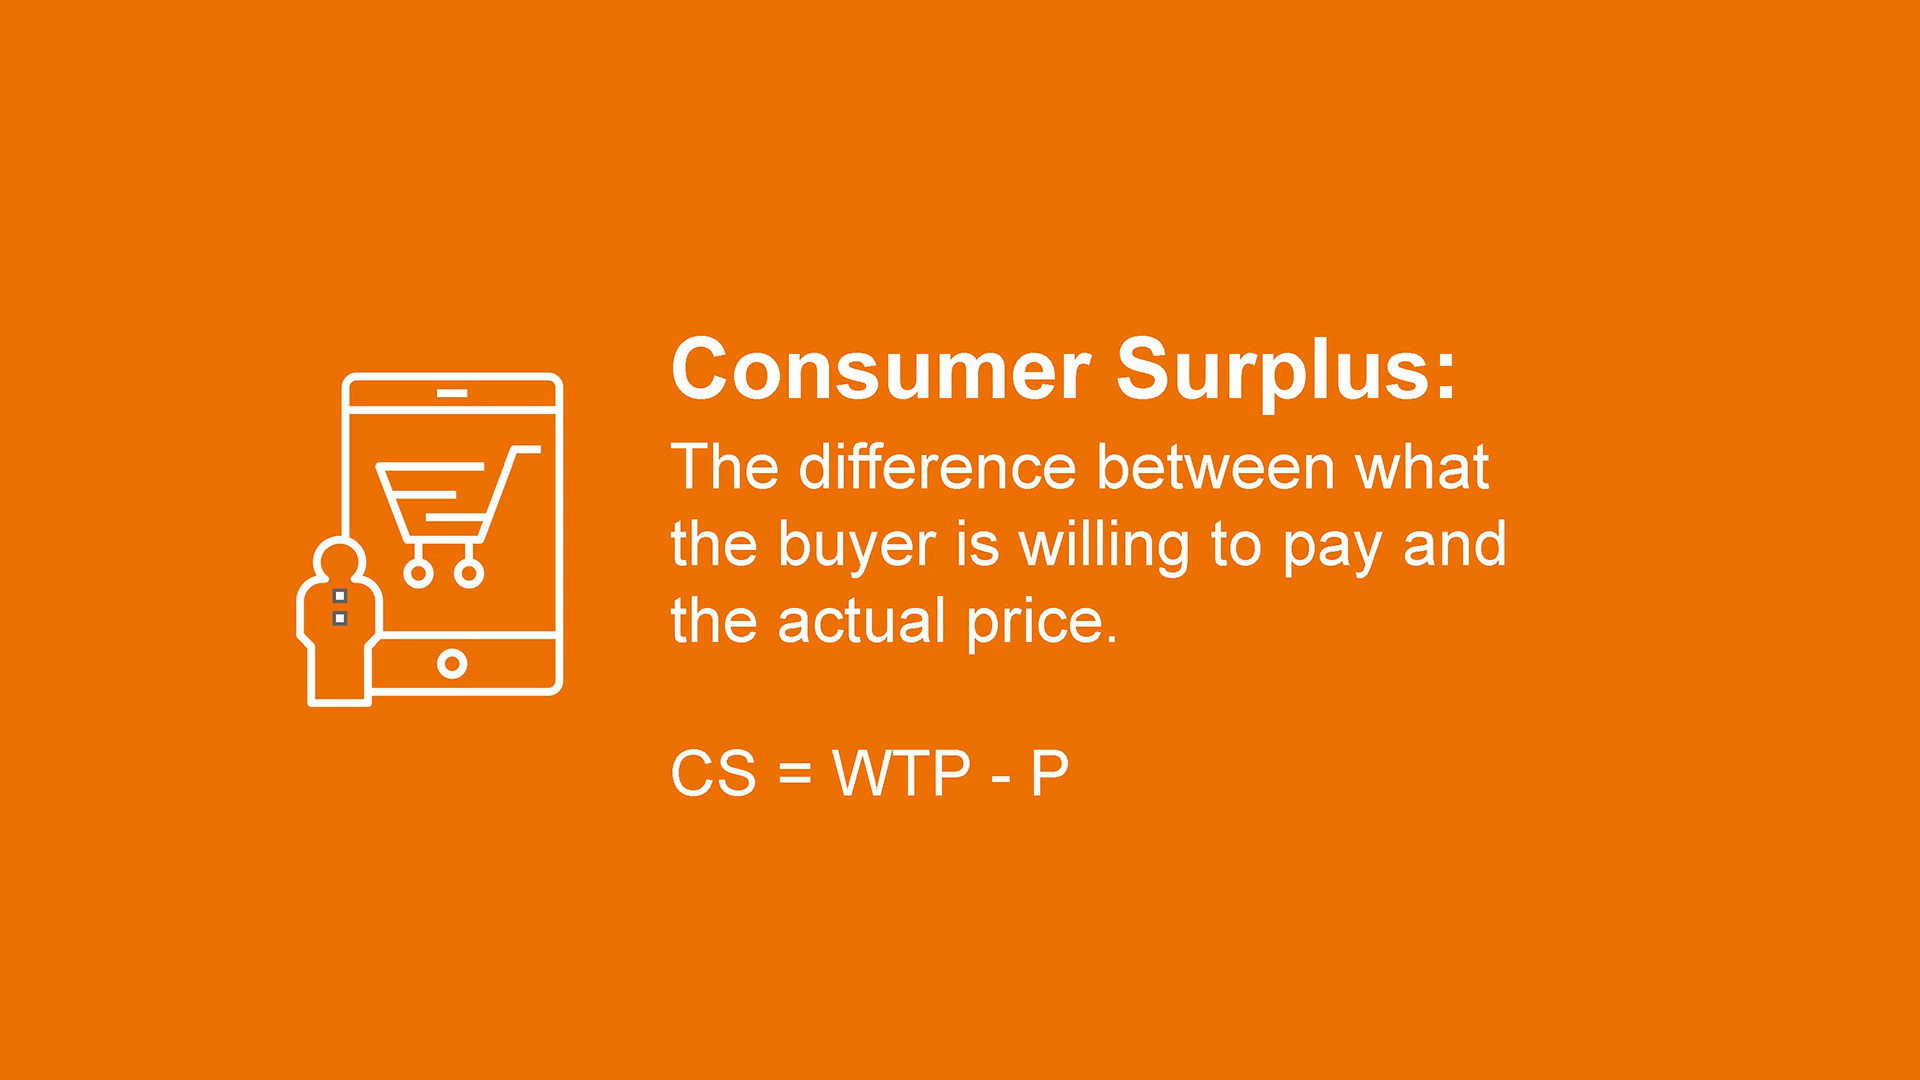 Consumer Surplus:
The difference between what
the buyer is willing to pay and
the actual price.
CS = WTP - P